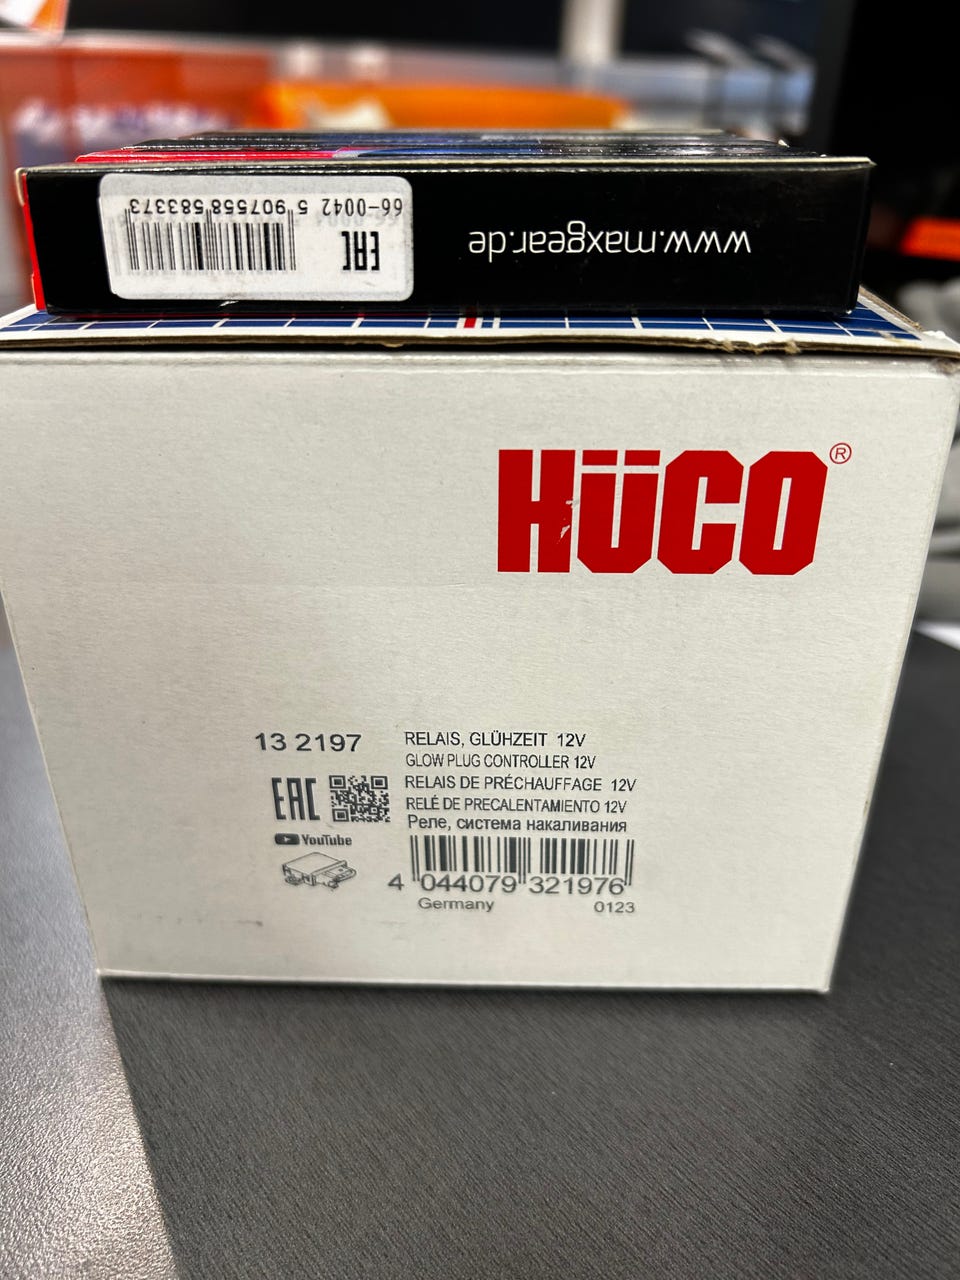 66-0042 5 907558 583373
EAC
www.maxgear.de
HÜCO®
13 2197
RELAIS, GLÜHZEIT 12V
GLOW PLUG CONTROLLER 12V
RELAIS DE PRÉCHAUFFAGE 12V
RELÉ DE PRECALENTAMIENTO 12V
Реле, система накаливания
EAC
YouTube
4 044079 321976
Germany 0123